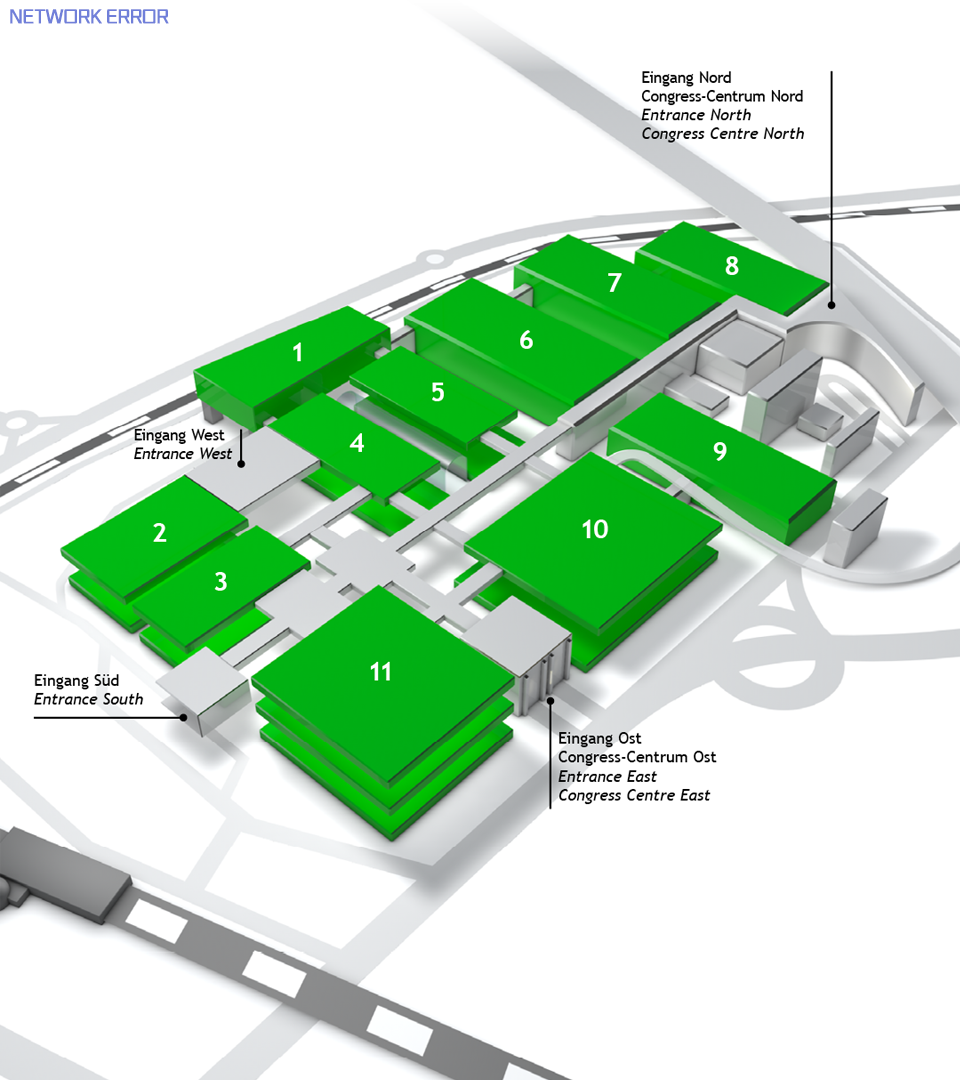 NETWORK ERROR
Eingang Nord
Congress-Centrum Nord
Entrance North
Congress Centre North
8
7
6
1
5
4
Eingang West
Entrance West
9
2
10
3
11
Eingang Süd
Entrance South
Eingang Ost
Congress-Centrum Ost
Entrance East
Congress Centre East